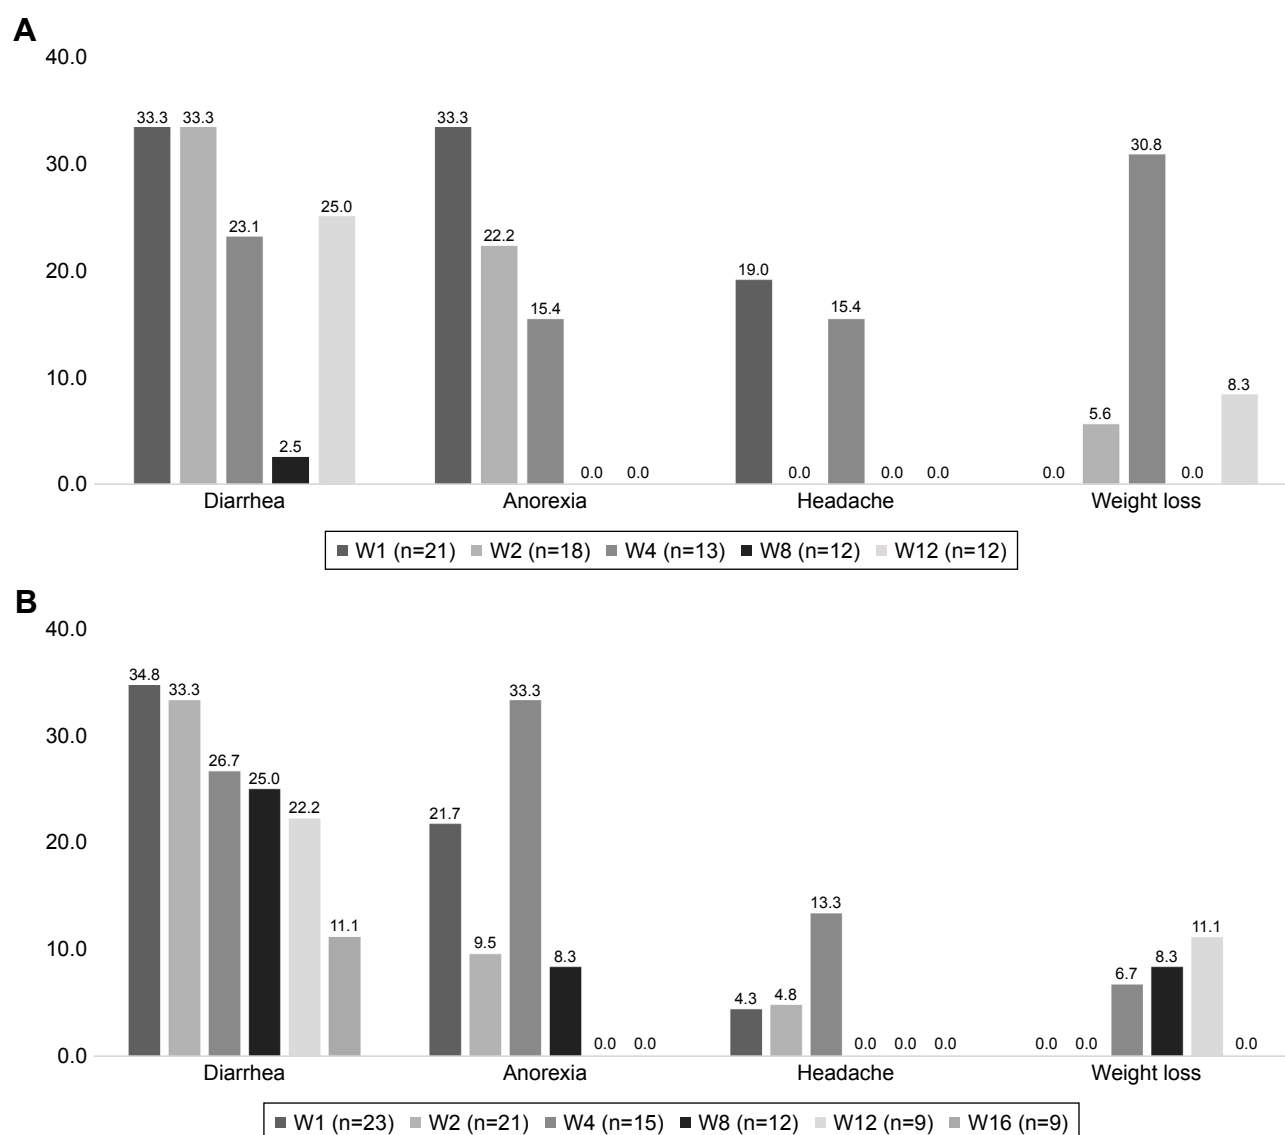 A
40.0
33.3 33.3 33.3
30.8
30.0
25.0
23.1
22.2
20.0
19.0
15.4 15.4
10.0
8.3
5.6
2.5
0.0 0.0 0.0 0.0 0.0 0.0 0.0
0.0
Diarrhea Anorexia Headache Weight loss
W1 (n=21) W2 (n=18) W4 (n=13) W8 (n=12) W12 (n=12)
B
40.0
34.8 33.3 33.3
30.0
26.7
25.0
22.2
21.7
20.0
13.3
11.1 11.1
10.0
9.5
8.3 8.3
6.7
4.3 4.8
0.0 0.0 0.0 0.0 0.0 0.0 0.0 0.0
0.0
Diarrhea Anorexia Headache Weight loss
W1 (n=23) W2 (n=21) W4 (n=15) W8 (n=12) W12 (n=9) W16 (n=9)